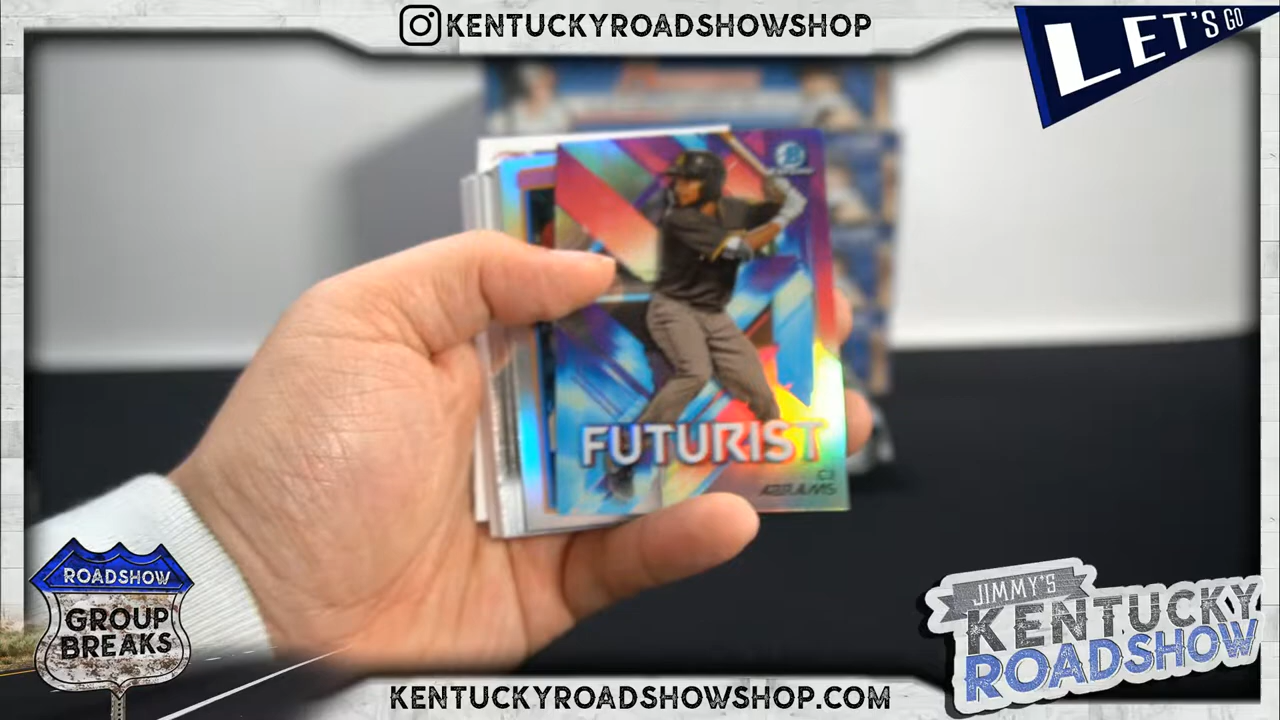 KENTUCKYROADSHOWSHOP
LET'S GO
FUTURIST
CJ
ABRAMS
ROADSHOW
GROUP
BREAKS
JIMMY'S
KENTUCKY
ROADSHOW
KENTUCKYROADSHOWSHOP.COM